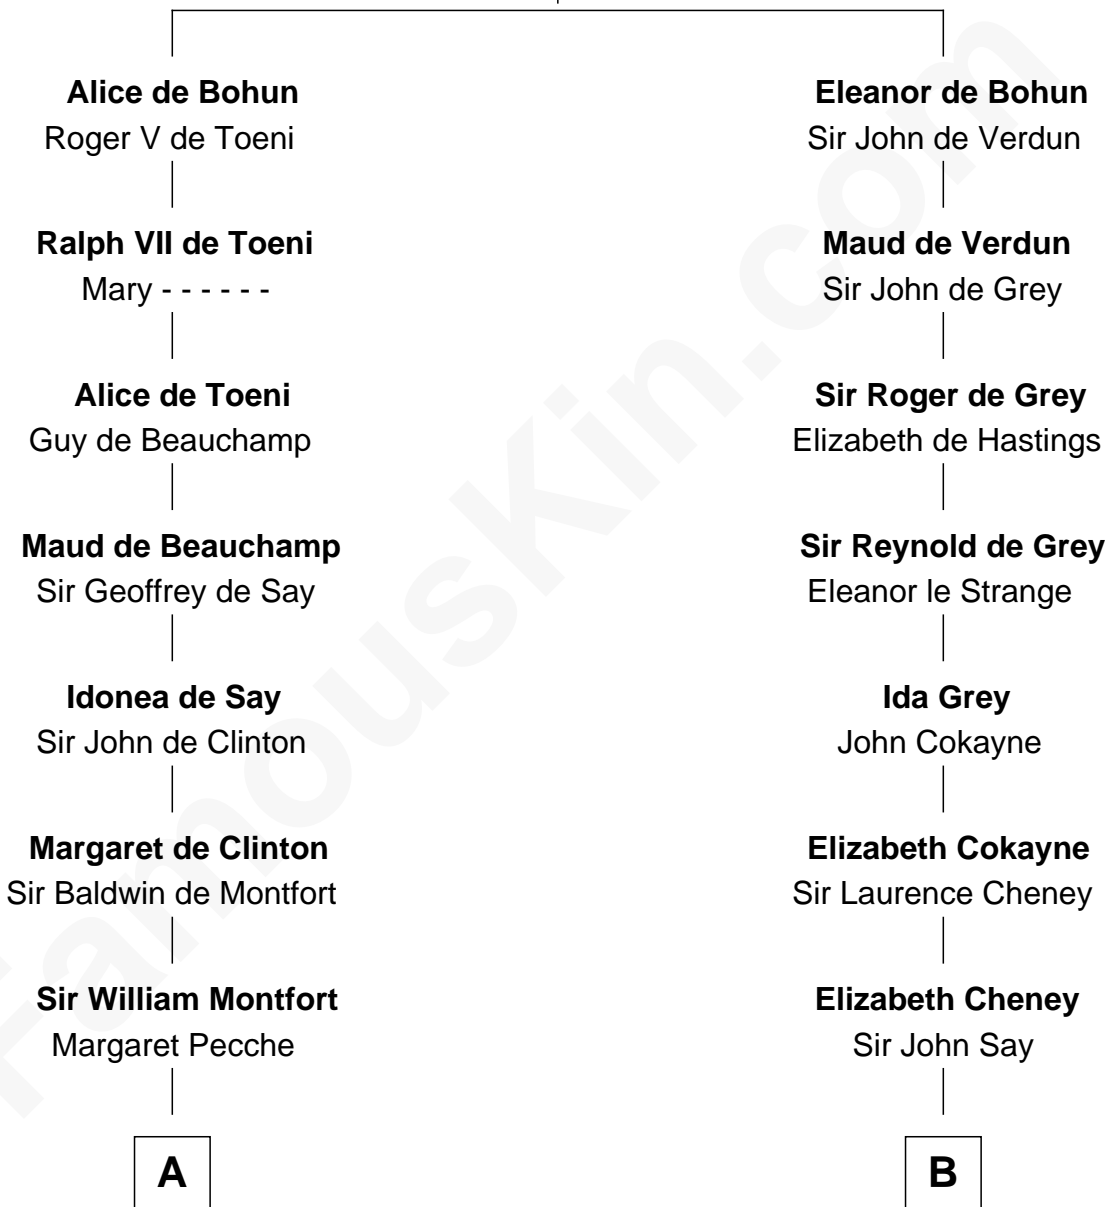 Alice de Bohun
Roger V de Toeni
Ralph VII de Toeni
Mary - - - - - -
Alice de Toeni
Guy de Beauchamp
Maud de Beauchamp
Sir Geoffrey de Say
Idonea de Say
Sir John de Clinton
Margaret de Clinton
Sir Baldwin de Montfort
Sir William Montfort
Margaret Pecche
A
Eleanor de Bohun
Sir John de Verdun
Maud de Verdun
Sir John de Grey
Sir Roger de Grey
Elizabeth de Hastings
Sir Reynold de Grey
Eleanor le Strange
Ida Grey
John Cokayne
Elizabeth Cokayne
Sir Laurence Cheney
Elizabeth Cheney
Sir John Say
B
FamousKin.com